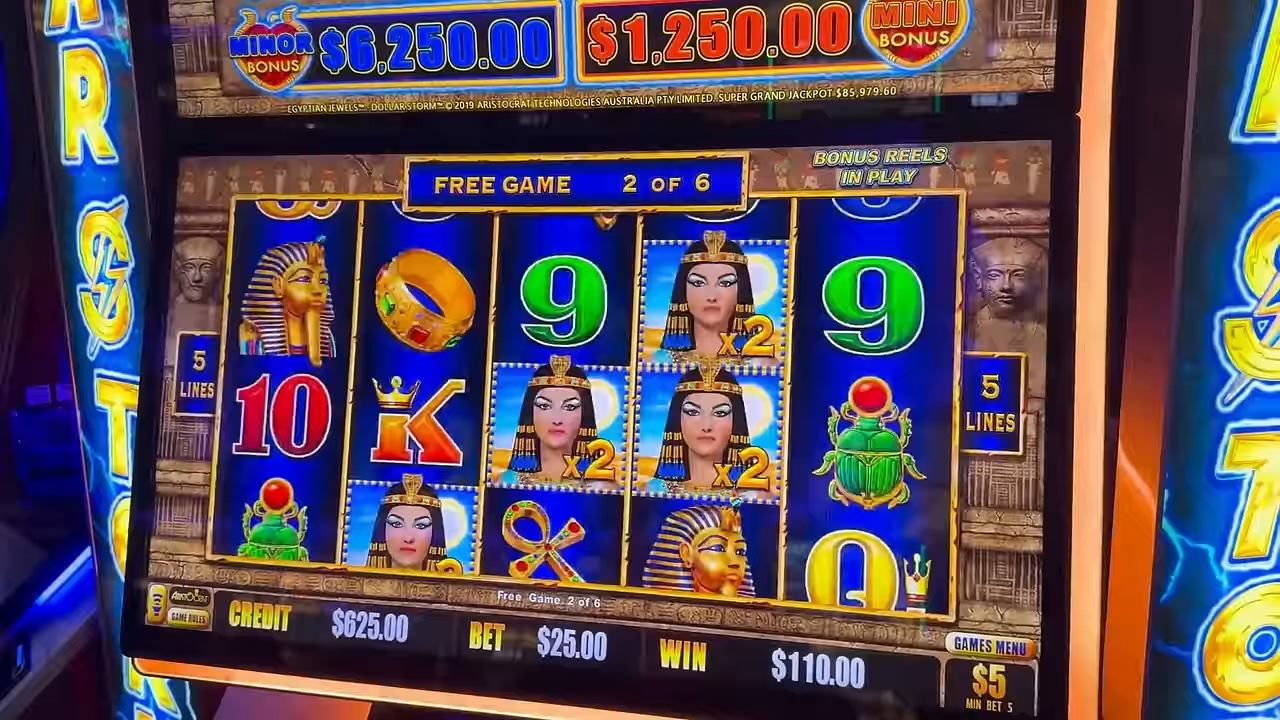 MINOR
BONUS
$6,250.00
$1,250.00
MINI
BONUS
EGYPTIAN JEWELS™ DOLLAR STORM™ © 2019 ARISTOCRAT TECHNOLOGIES AUSTRALIA PTY LIMITED. SUPER GRAND JACKPOT $85,979.60
FREE GAME 2 OF 6
BONUS REELS
IN PLAY
9
9
x2
5
LINES
10
K
x2
x2
5
LINES
Q
Free Game 2 of 6
ARISTOCRAT
GAME RULES
CREDIT $625.00
BET $25.00
WIN $110.00
GAMES MENU
$5
MIN BET 5